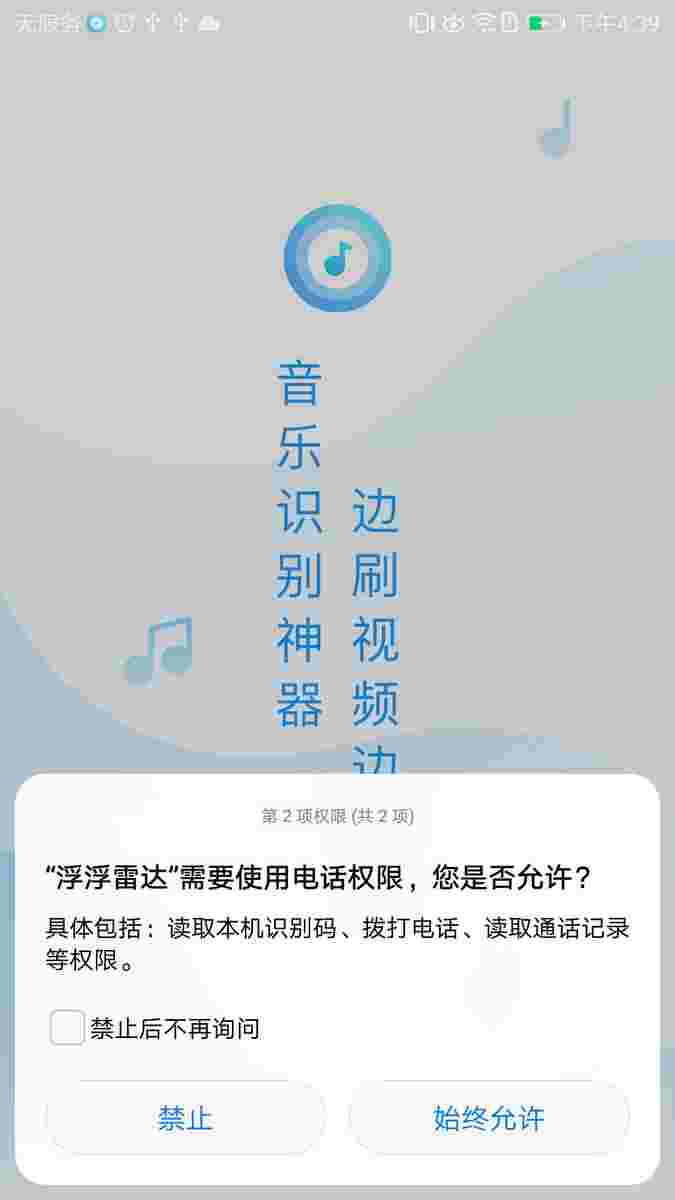 无服务
下午4:39
音乐识别神器
边刷视频边
第 2 项权限 (共 2 项)
“浮浮雷达”需要使用电话权限，您是否允许？
具体包括：读取本机识别码、拨打电话、读取通话记录
等权限。
禁止后不再询问
禁止
始终允许